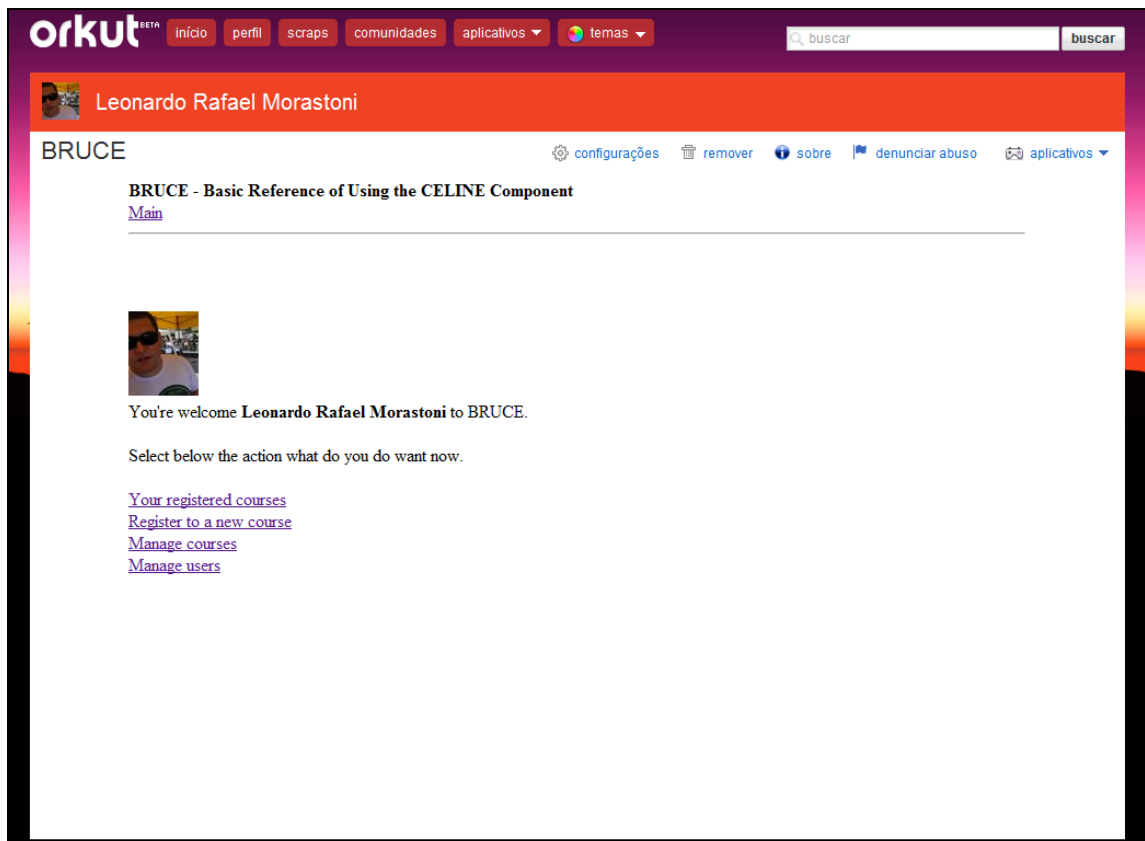 orkut BETA início perfil scraps comunidades aplicativos temas buscar buscar
Leonardo Rafael Morastoni
BRUCE configurações remover sobre denunciar abuso aplicativos
BRUCE - Basic Reference of Using the CELINE Component
Main
You're welcome Leonardo Rafael Morastoni to BRUCE.
Select below the action what do you do want now.
Your registered courses
Register to a new course
Manage courses
Manage users